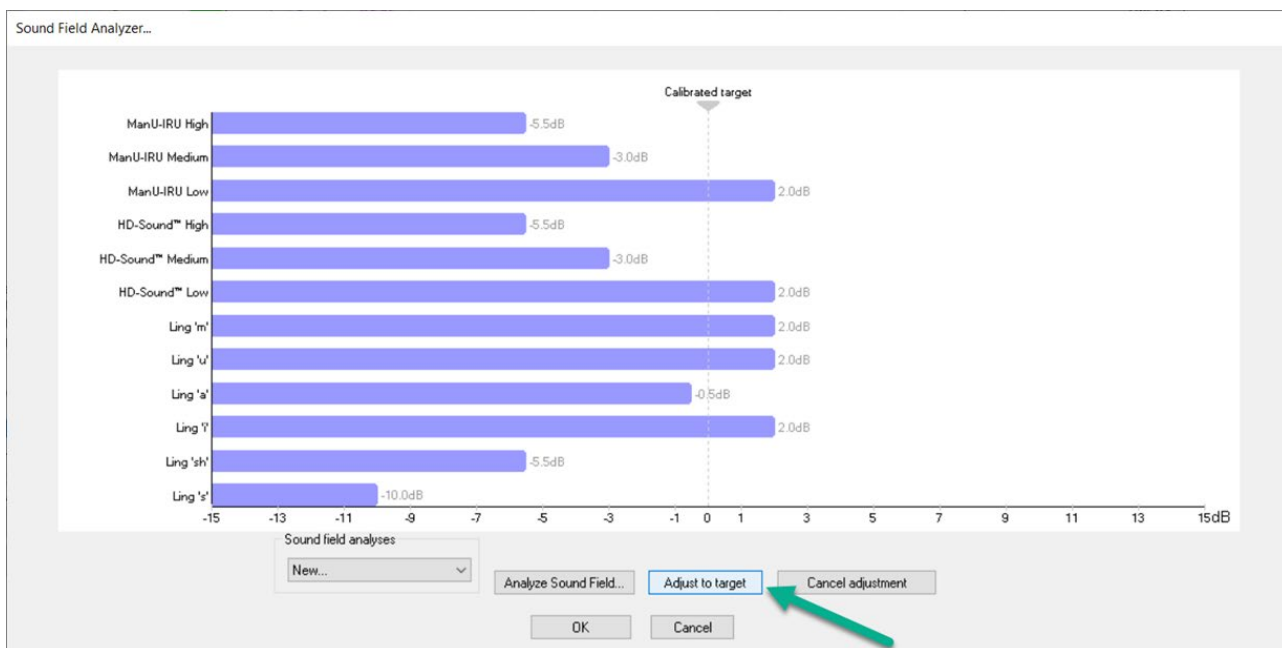 Sound Field Analyzer...
Calibrated target
ManU-IRU High -5.5dB
ManU-IRU Medium -3.0dB
ManU-IRU Low 2.0dB
HD-Sound™ High -5.5dB
HD-Sound™ Medium -3.0dB
HD-Sound™ Low 2.0dB
Ling 'm' 2.0dB
Ling 'u' 2.0dB
Ling 'a' -0.5dB
Ling 'i' 2.0dB
Ling 'sh' -5.5dB
Ling 's' -10.0dB
-15 -13 -11 -9 -7 -5 -3 -1 0 1 3 5 7 9 11 13 15dB
Sound field analyses
New... Analyze Sound Field... Adjust to target Cancel adjustment
OK Cancel